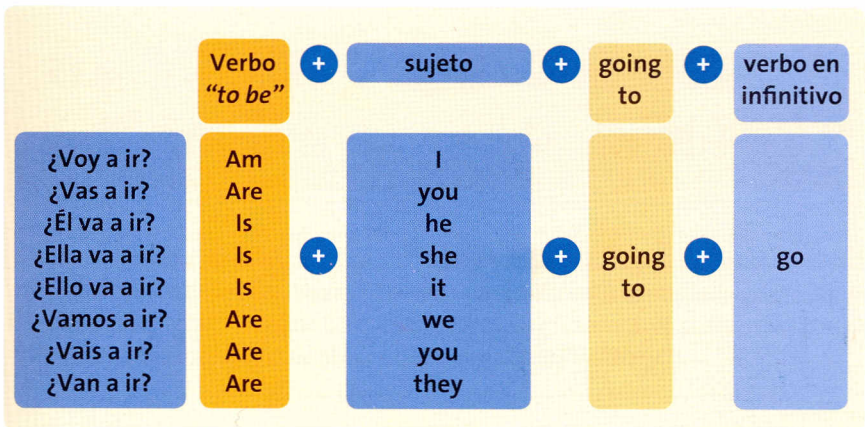 Verbo + sujeto + going + verbo en
"to be" to infinitivo
¿Voy a ir? Am I
¿Vas a ir? Are you
¿Él va a ir? Is he
¿Ella va a ir? Is + she + going + go
¿Ello va a ir? Is it to
¿Vamos a ir? Are we
¿Vais a ir? Are you
¿Van a ir? Are they